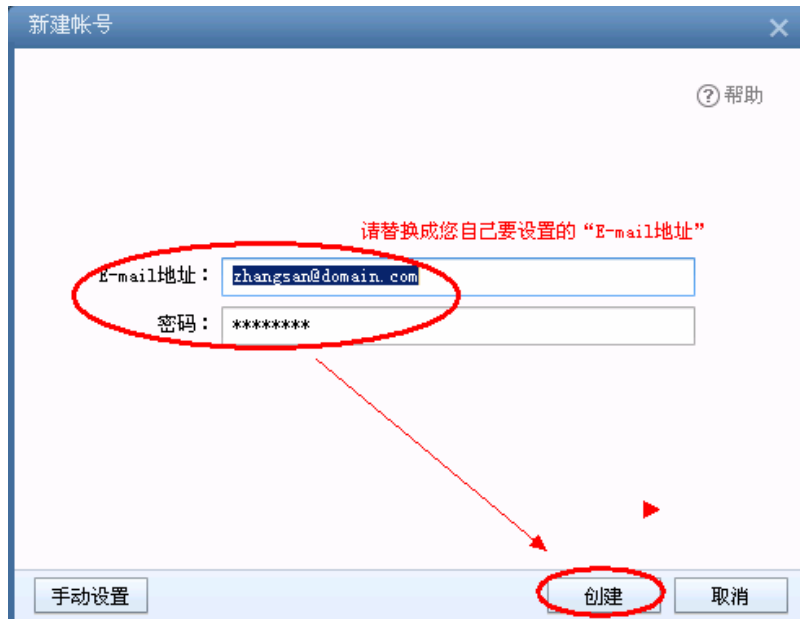 新建帐号
帮助
请替换成您自己要设置的“E-mail地址”
E-mail地址： zhangsan@domain.com
密码： ********
手动设置 创建 取消